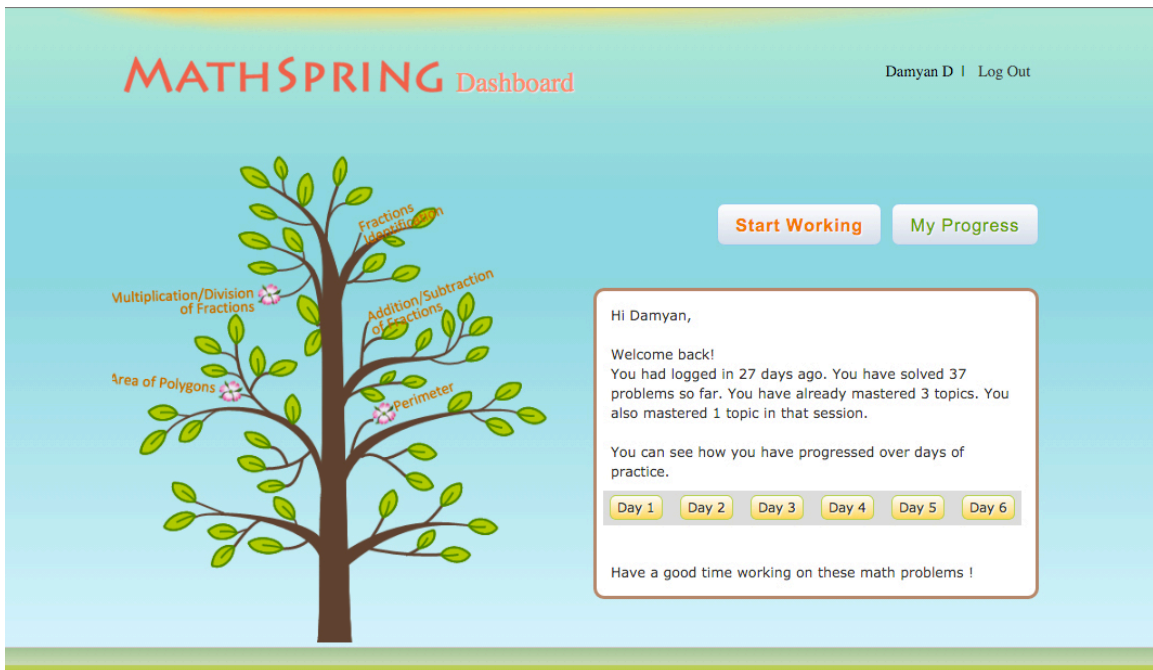 MATHSPRING Dashboard
Damyan D | Log Out
Fractions
Identification
Start Working
My Progress
Multiplication/Division
of Fractions
Addition/Subtraction
of Fractions
Area of Polygons
Perimeter
Hi Damyan,
Welcome back!
You had logged in 27 days ago. You have solved 37
problems so far. You have already mastered 3 topics. You
also mastered 1 topic in that session.
You can see how you have progressed over days of
practice.
Day 1 Day 2 Day 3 Day 4 Day 5 Day 6
Have a good time working on these math problems !